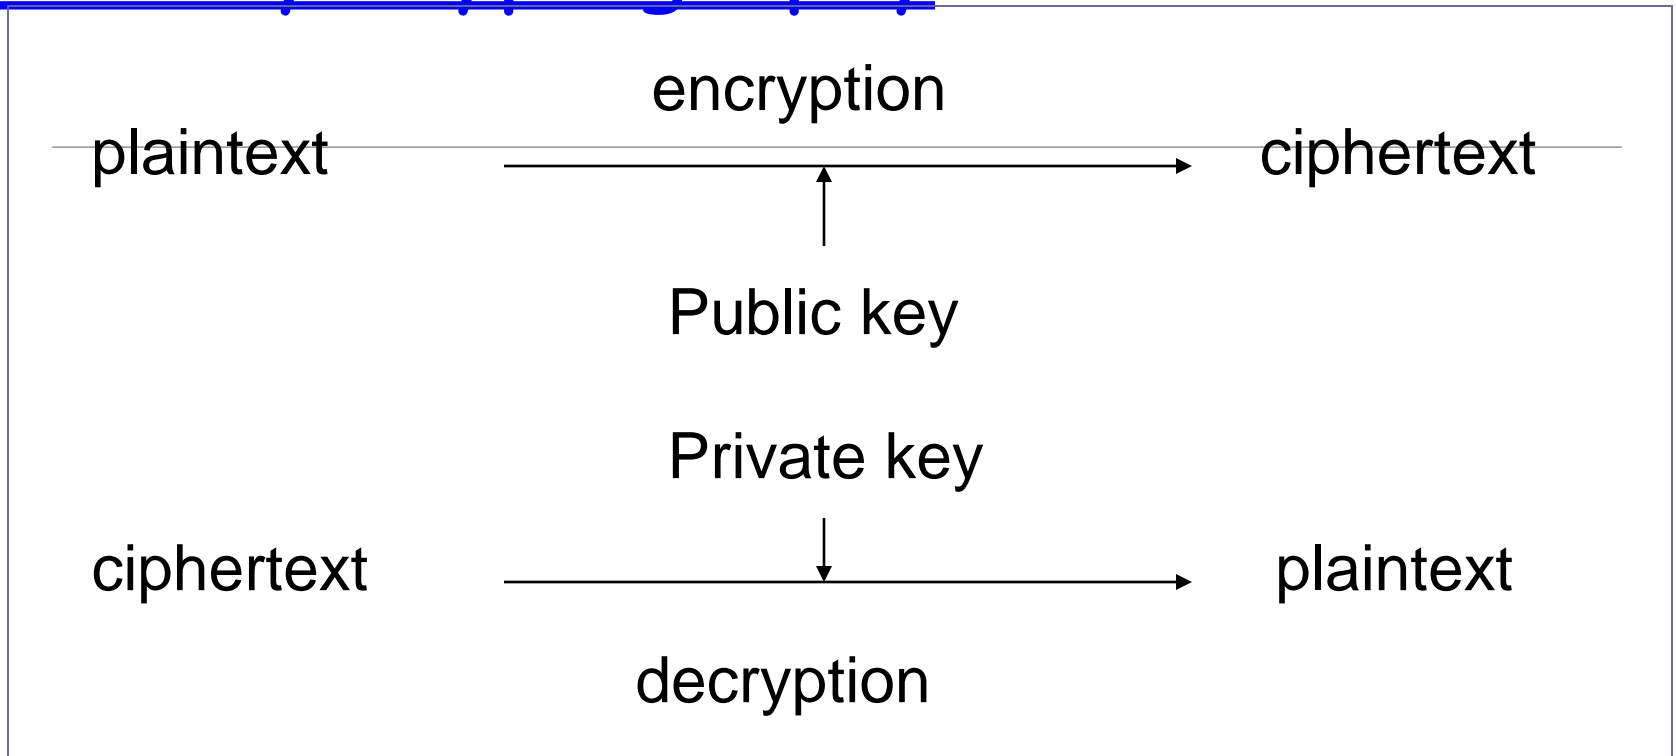 encryption
plaintext ciphertext
Public key
Private key
ciphertext plaintext
decryption